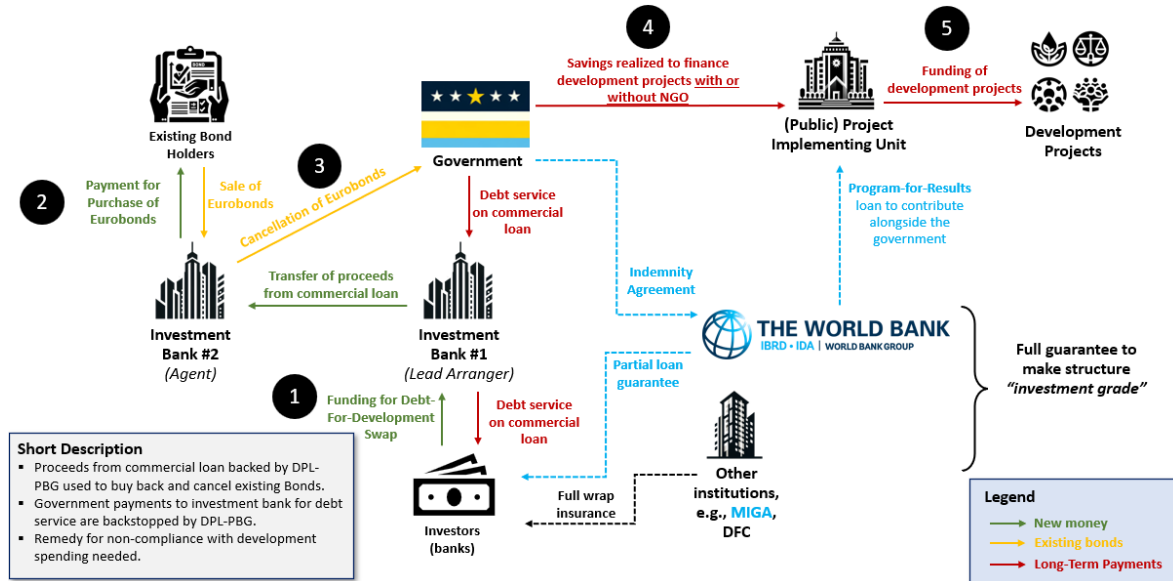 4
5
Savings realized to finance
development projects with or
without NGO
Funding of
development projects
BOND
Existing Bond
Holders
Government
(Public) Project
Implementing Unit
Development
Projects
2
3
Payment for
Purchase of
Eurobonds
Sale of
Eurobonds
Cancellation of Eurobonds
Debt service
on commercial
loan
Program-for-Results
loan to contribute
alongside the
government
Transfer of proceeds
from commercial loan
Indemnity
Agreement
Investment
Bank #2
(Agent)
Investment
Bank #1
(Lead Arranger)
THE WORLD BANK
IBRD • IDA | WORLD BANK GROUP
Full guarantee to
make structure
"investment grade"
Partial loan
guarantee
1
Funding for Debt-
For-Development
Swap
Debt service
on commercial
loan
Short Description
▪ Proceeds from commercial loan backed by DPL-
PBG used to buy back and cancel existing Bonds.
▪ Government payments to investment bank for debt
service are backstopped by DPL-PBG.
▪ Remedy for non-compliance with development
spending needed.
Investors
(banks)
Full wrap
insurance
Other
institutions,
e.g., MIGA,
DFC
Legend
New money
Existing bonds
Long-Term Payments